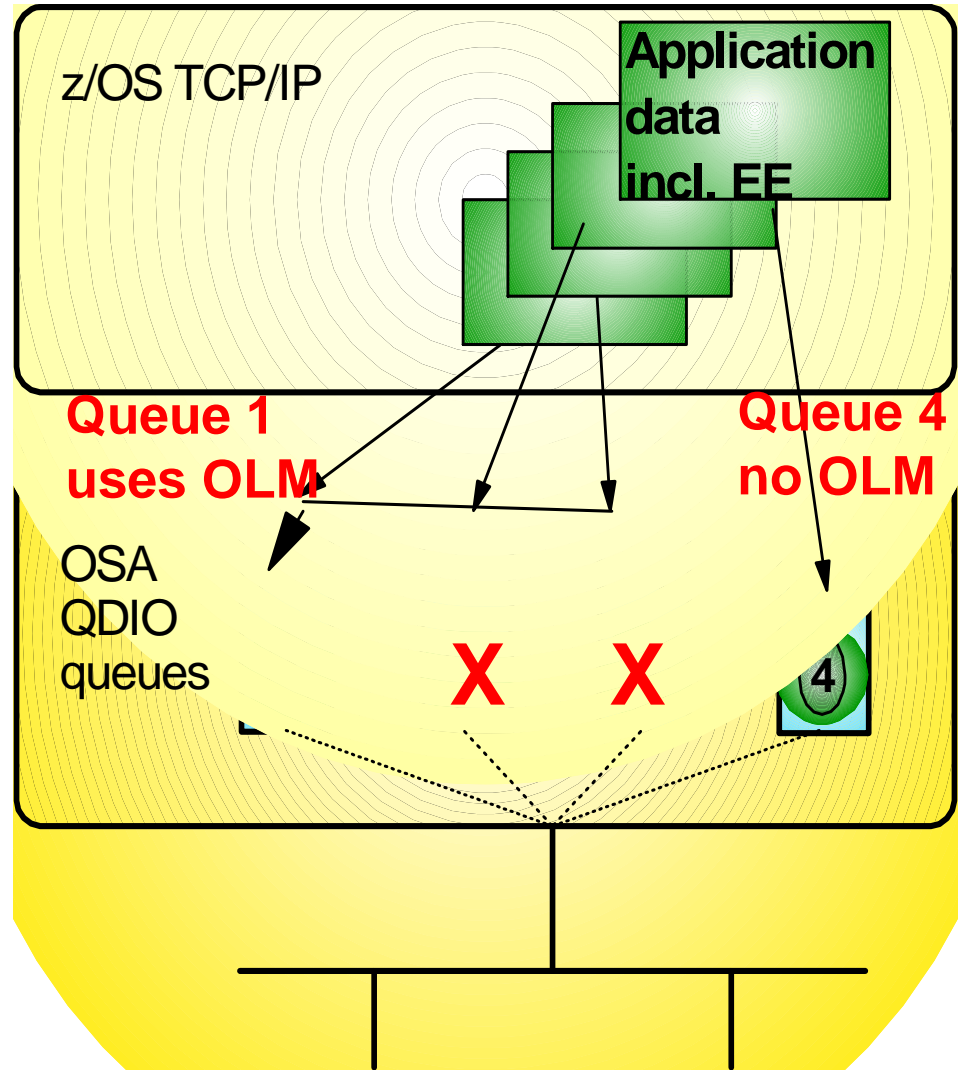 z/OS TCP/IP
Application
data
incl. EE
Queue 1
uses OLM
Queue 4
no OLM
OSA
QDIO
queues
X X
4